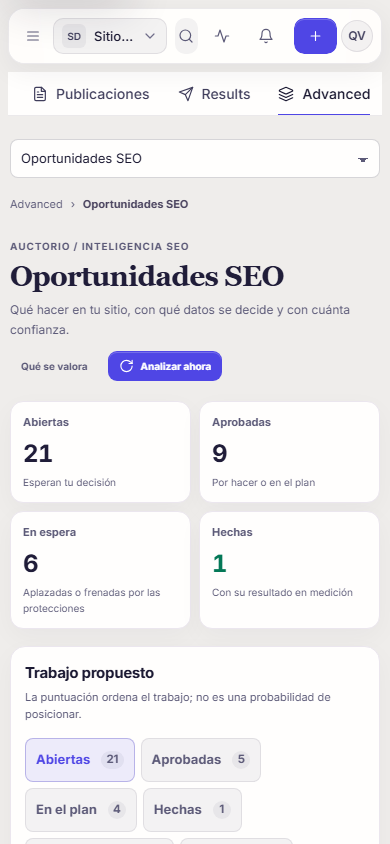 SD Sitio... QV
Publicaciones Results Advanced
Oportunidades SEO
Advanced › Oportunidades SEO
AUCTORIO / INTELIGENCIA SEO
Oportunidades SEO
Qué hacer en tu sitio, con qué datos se decide y con cuánta
confianza.
Qué se valora Analizar ahora
Abiertas
21
Esperan tu decisión
Aprobadas
9
Por hacer o en el plan
En espera
6
Aplazadas o frenadas por las
protecciones
Hechas
1
Con su resultado en medición
Trabajo propuesto
La puntuación ordena el trabajo; no es una probabilidad de
posicionar.
Abiertas 21 Aprobadas 5
En el plan 4 Hechas 1